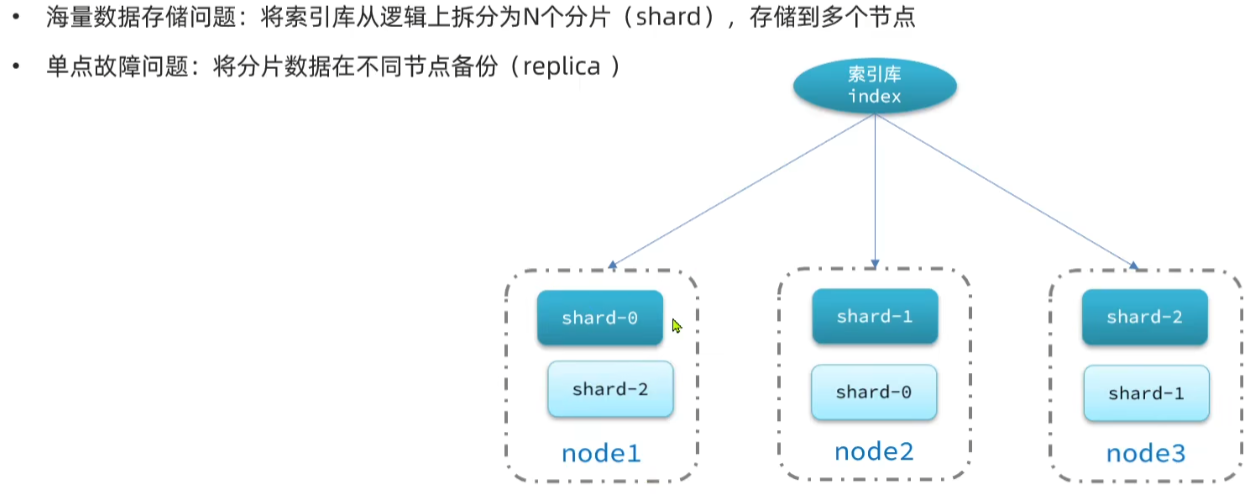 • 海量数据存储问题：将索引库从逻辑上拆分为N个分片（shard），存储到多个节点
• 单点故障问题：将分片数据在不同节点备份（replica ）
索引库
index
shard-0
shard-1
shard-2
shard-2
shard-0
shard-1
node1
node2
node3